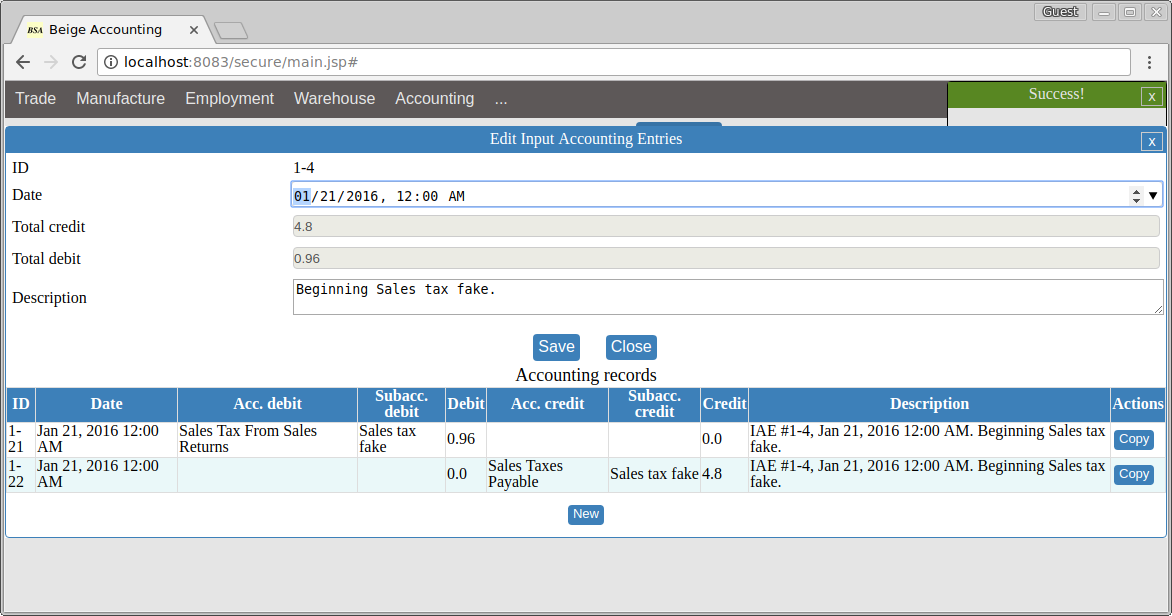 Guest
BSA Beige Accounting
localhost:8083/secure/main.jsp#
Trade Manufacture Employment Warehouse Accounting ...
Success! x
Edit Input Accounting Entries x
ID 1-4
Date 01/21/2016, 12:00 AM
Total credit 4.8
Total debit 0.96
Description Beginning Sales tax fake.
Save Close
Accounting records
ID Date Acc. debit Subacc. debit Debit Acc. credit Subacc. credit Credit Description Actions
1-21 Jan 21, 2016 12:00 AM Sales Tax From Sales Returns Sales tax fake 0.96 0.0 IAE #1-4, Jan 21, 2016 12:00 AM. Beginning Sales tax fake. Copy
1-22 Jan 21, 2016 12:00 AM 0.0 Sales Taxes Payable Sales tax fake 4.8 IAE #1-4, Jan 21, 2016 12:00 AM. Beginning Sales tax fake. Copy
New